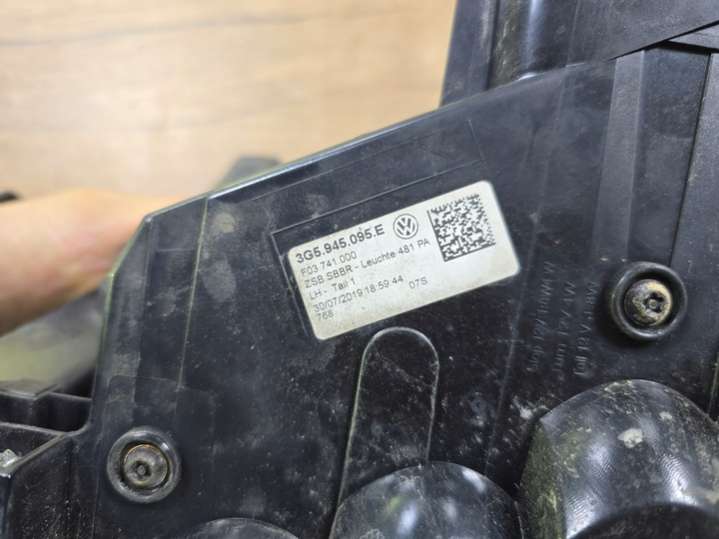 3G5.945.095.E
F03 741 000
ZSB SBBR - Leuchte 481 PA
LH - Tail 1
30/07/2019 18:59:44 07S
768